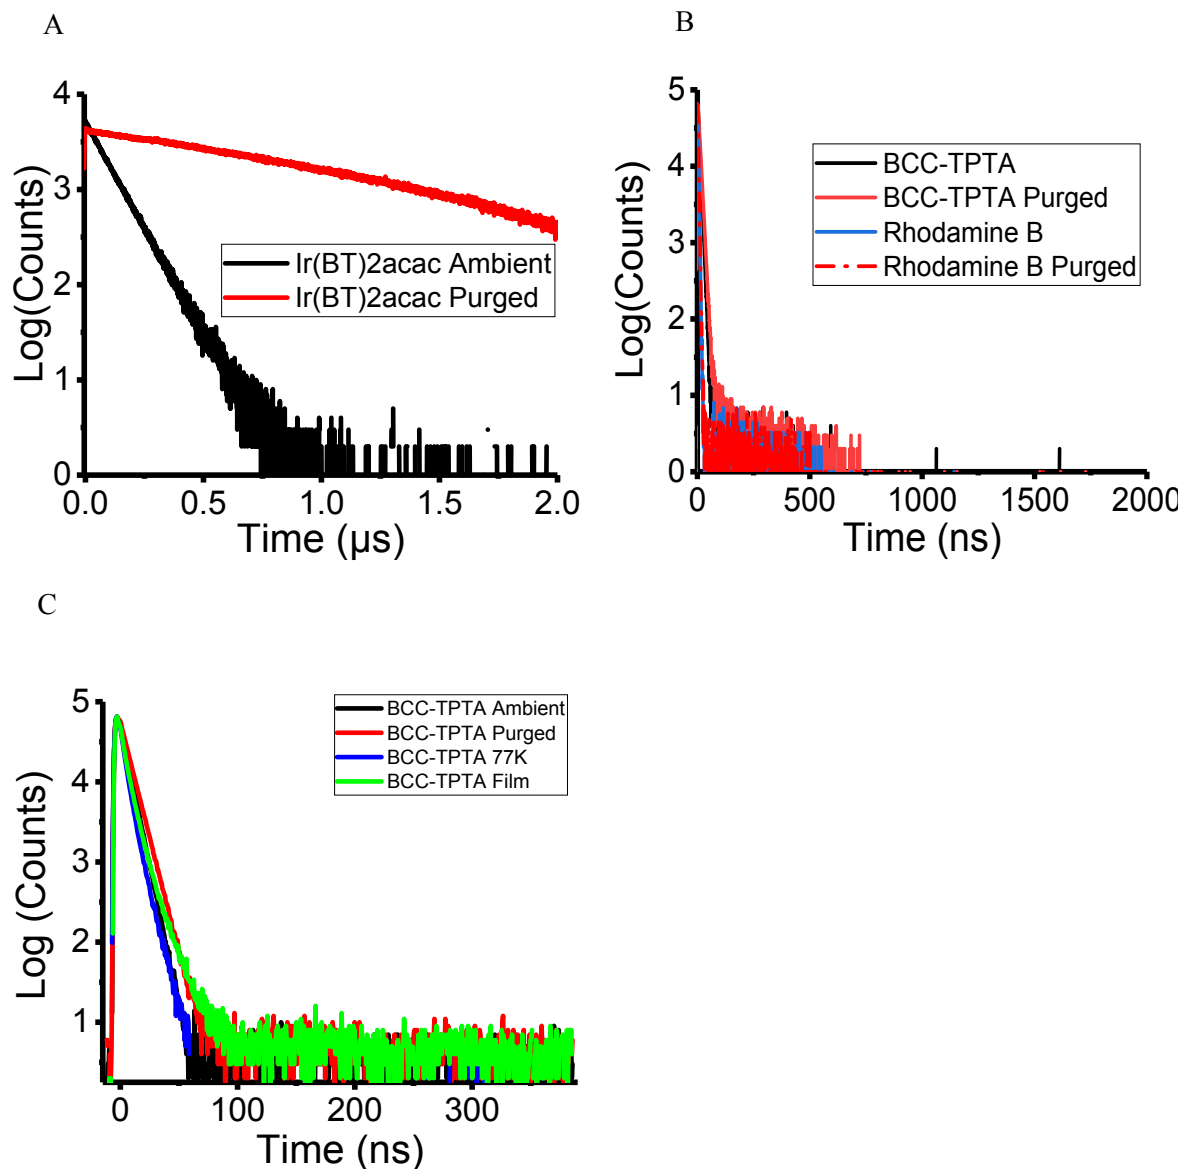 A
4
3
2
1
0
0.0 0.5 1.0 1.5 2.0
Log(Counts)
Time (µs)
Ir(BT)2acac Ambient
Ir(BT)2acac Purged
B
5
4
3
2
1
0
0 500 1000 1500 2000
Log(Counts)
Time (ns)
BCC-TPTA
BCC-TPTA Purged
Rhodamine B
Rhodamine B Purged
C
5
4
3
2
1
0 100 200 300
Log (Counts)
Time (ns)
BCC-TPTA Ambient
BCC-TPTA Purged
BCC-TPTA 77K
BCC-TPTA Film